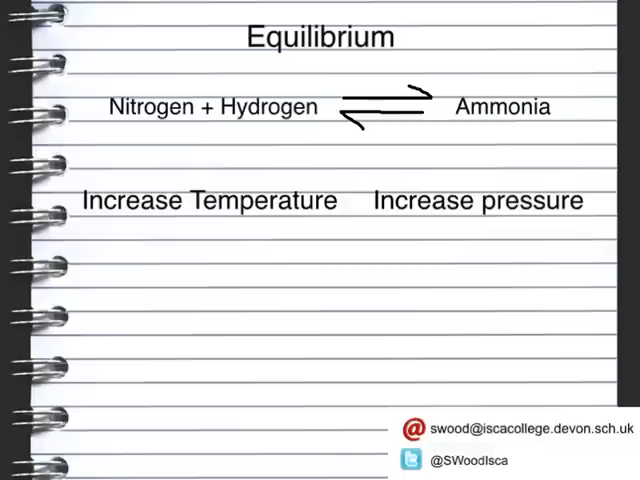 Equilibrium
Nitrogen + Hydrogen Ammonia
Increase Temperature Increase pressure
swood@iscacollege.devon.sch.uk
@SWoodIsca